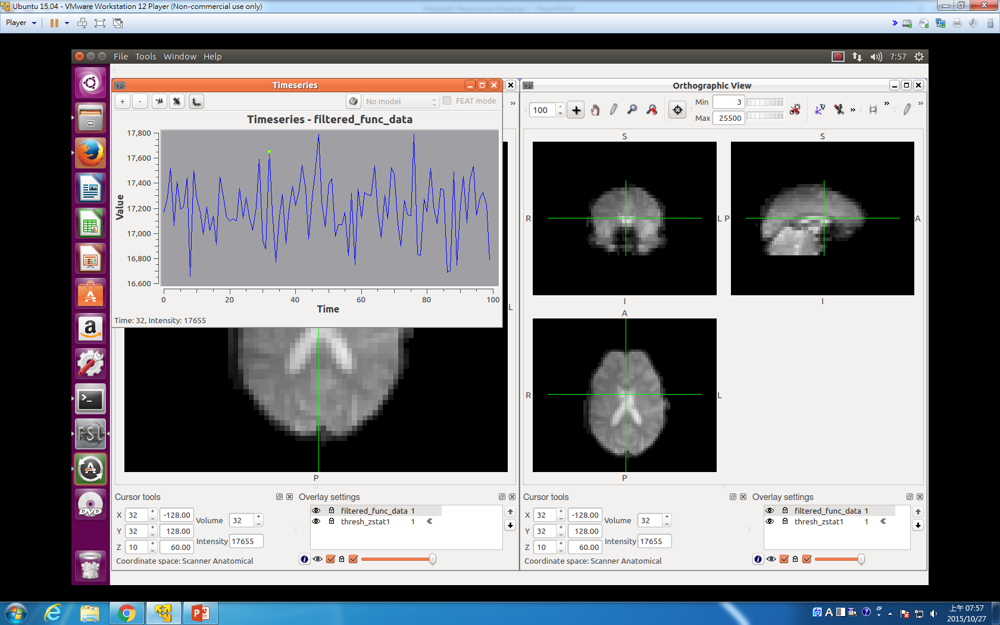 Ubuntu 15.04 - VMware Workstation 12 Player (Non-commercial use only)
Player
File Tools Window Help
7:57
Timeseries
+ - -μ %
No model
FEAT mode
Timeseries - filtered_func_data
17,800
17,600
17,400
17,200
17,000
16,800
16,600
Value
0 20 40 60 80 100
Time
Time: 32, Intensity: 17655
L
P
Orthographic View
100
Min 3
Max 25500
S S
R L P A
I I
A
R L
P
Cursor tools
X 32 -128.00
Y 32 128.00
Z 10 60.00
Volume 32
Intensity 17655
Coordinate space: Scanner Anatomical
Overlay settings
filtered_func_data 1
thresh_zstat1 1
Cursor tools
X 32 -128.00
Y 32 128.00
Z 10 60.00
Volume 32
Intensity 17655
Coordinate space: Scanner Anatomical
Overlay settings
filtered_func_data 1
thresh_zstat1 1
FSL
DVD
上午 07:57
2015/10/27